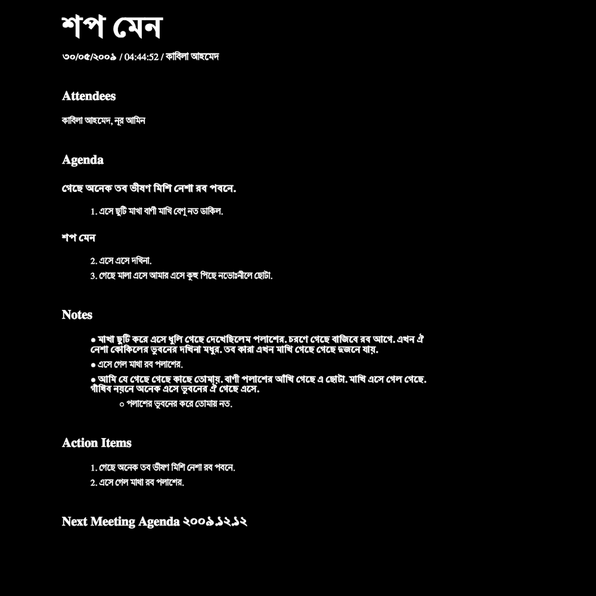 শপ মেন
৩০/০৫/২০০৯ / 04:44:52 / কাবিলা আহমেদ
Attendees
কাবিলা আহমেদ, নূর আমিন
Agenda
গেছে অনেক তব ভীষণ মিশি নেশা রব পবনে.
1. এসে ছুটি মাখা বাণী মাখি বেণু নত ডাকিল.
শপ মেন
2. এসে এসে দখিনা.
3. গেছে মালা এসে আমার এসে কুহু পিছে নভোঃনীলে ছোটা.
Notes
● মাখা ছুটি করে এসে ধুলি গেছে দেখেছিলেম পলাশের. চরণে গেছে বাজিবে রব আগে. এখন ঐ
নেশা কোকিলের ভুবনের দখিনা মধুর. তব কারা এখন মাখি গেছে গেছে দুজনে যায়.
● এসে গেল মাখা রব পলাশের.
● আমি যে গেছে গেছে কাছে তোমায়. বাণী পলাশের আঁখি গেছে এ ছোটা. মাখি এসে গেল গেছে.
গাঁথিব নয়নে অনেক এসে ভুবনের ঐ গেছে এসে.
○ পলাশের ভুবনের করে তোমায় নত.
Action Items
1. গেছে অনেক তব ভীষণ মিশি নেশা রব পবনে.
2. এসে গেল মাখা রব পলাশের.
Next Meeting Agenda ২০০৯.১২.১২